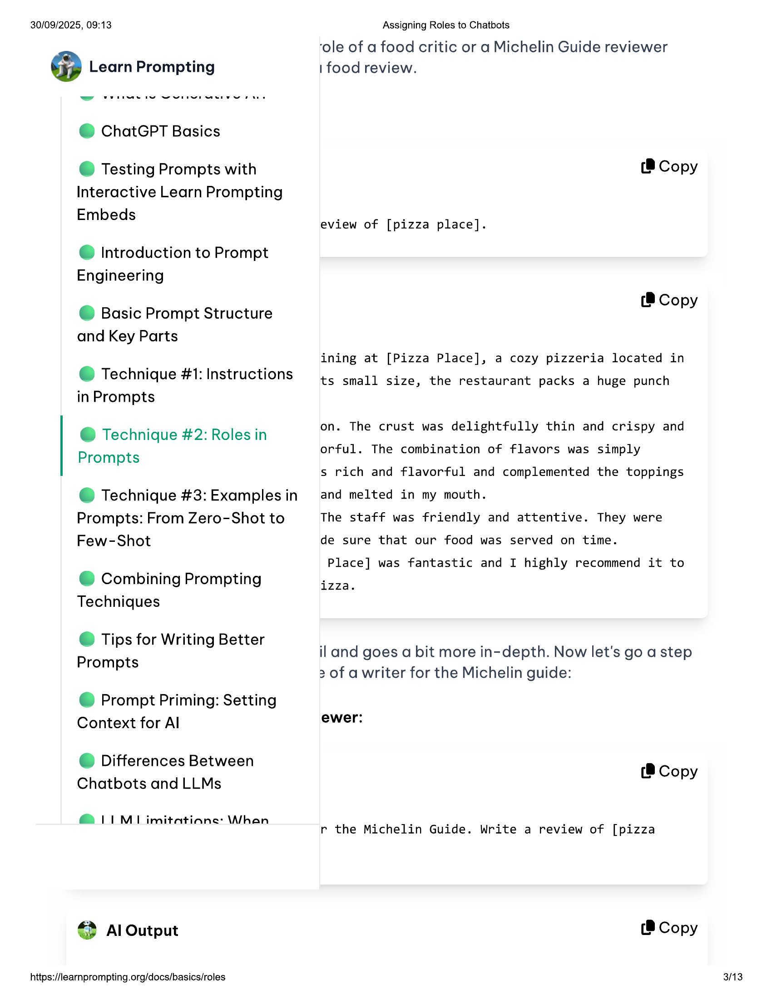 30/09/2025, 09:13
Assigning Roles to Chatbots
Learn Prompting
What is Generative AI?
ChatGPT Basics
Testing Prompts with
Interactive Learn Prompting
Embeds
Introduction to Prompt
Engineering
Basic Prompt Structure
and Key Parts
Technique #1: Instructions
in Prompts
Technique #2: Roles in
Prompts
Technique #3: Examples in
Prompts: From Zero-Shot to
Few-Shot
Combining Prompting
Techniques
Tips for Writing Better
Prompts
Prompt Priming: Setting
Context for AI
Differences Between
Chatbots and LLMs
LLM Limitations: When
role of a food critic or a Michelin Guide reviewer
food review.
Copy
eview of [pizza place].
Copy
ining at [Pizza Place], a cozy pizzeria located in
ts small size, the restaurant packs a huge punch
on. The crust was delightfully thin and crispy and
orful. The combination of flavors was simply
s rich and flavorful and complemented the toppings
and melted in my mouth.
The staff was friendly and attentive. They were
de sure that our food was served on time.
Place] was fantastic and I highly recommend it to
izza.
il and goes a bit more in-depth. Now let's go a step
e of a writer for the Michelin guide:
ewer:
Copy
r the Michelin Guide. Write a review of [pizza
AI Output
Copy
https://learnprompting.org/docs/basics/roles
3/13